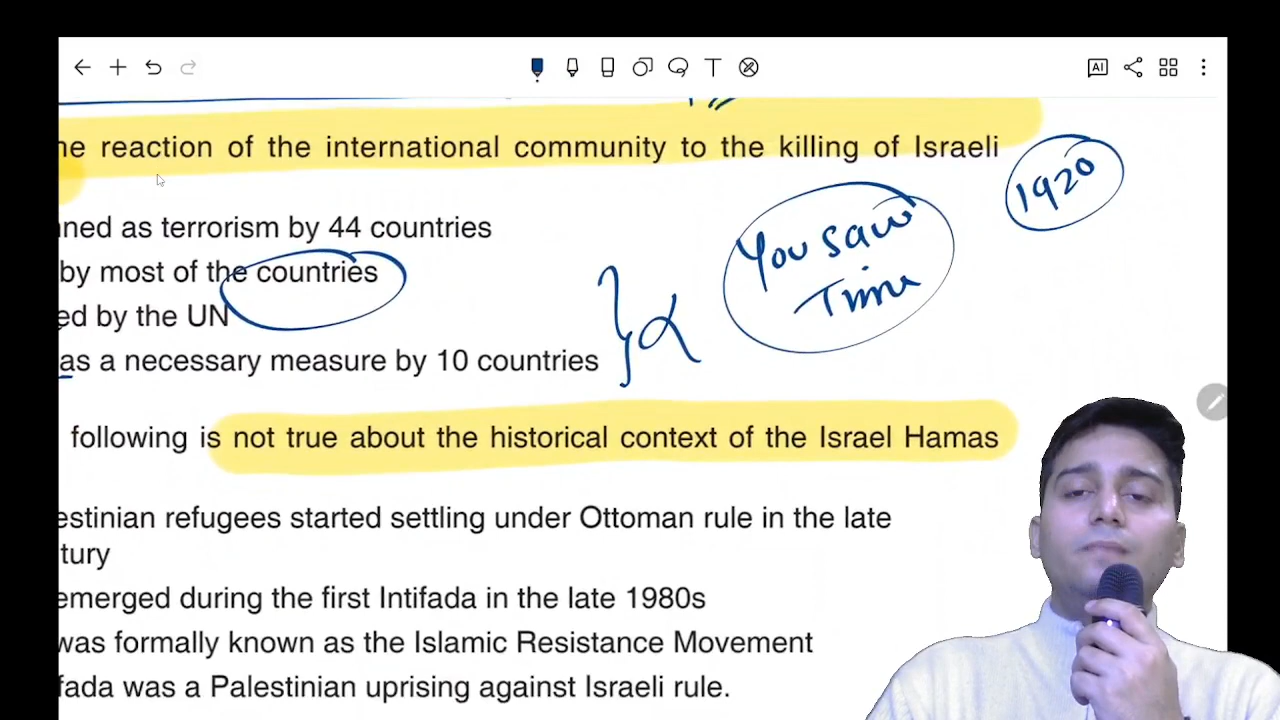 AI
he reaction of the international community to the killing of Israeli
1920
nned as terrorism by 44 countries
You saw
by most of the countries
Time
ed by the UN
as a necessary measure by 10 countries
following is not true about the historical context of the Israel Hamas
estinian refugees started settling under Ottoman rule in the late
tury
emerged during the first Intifada in the late 1980s
was formally known as the Islamic Resistance Movement
fada was a Palestinian uprising against Israeli rule.